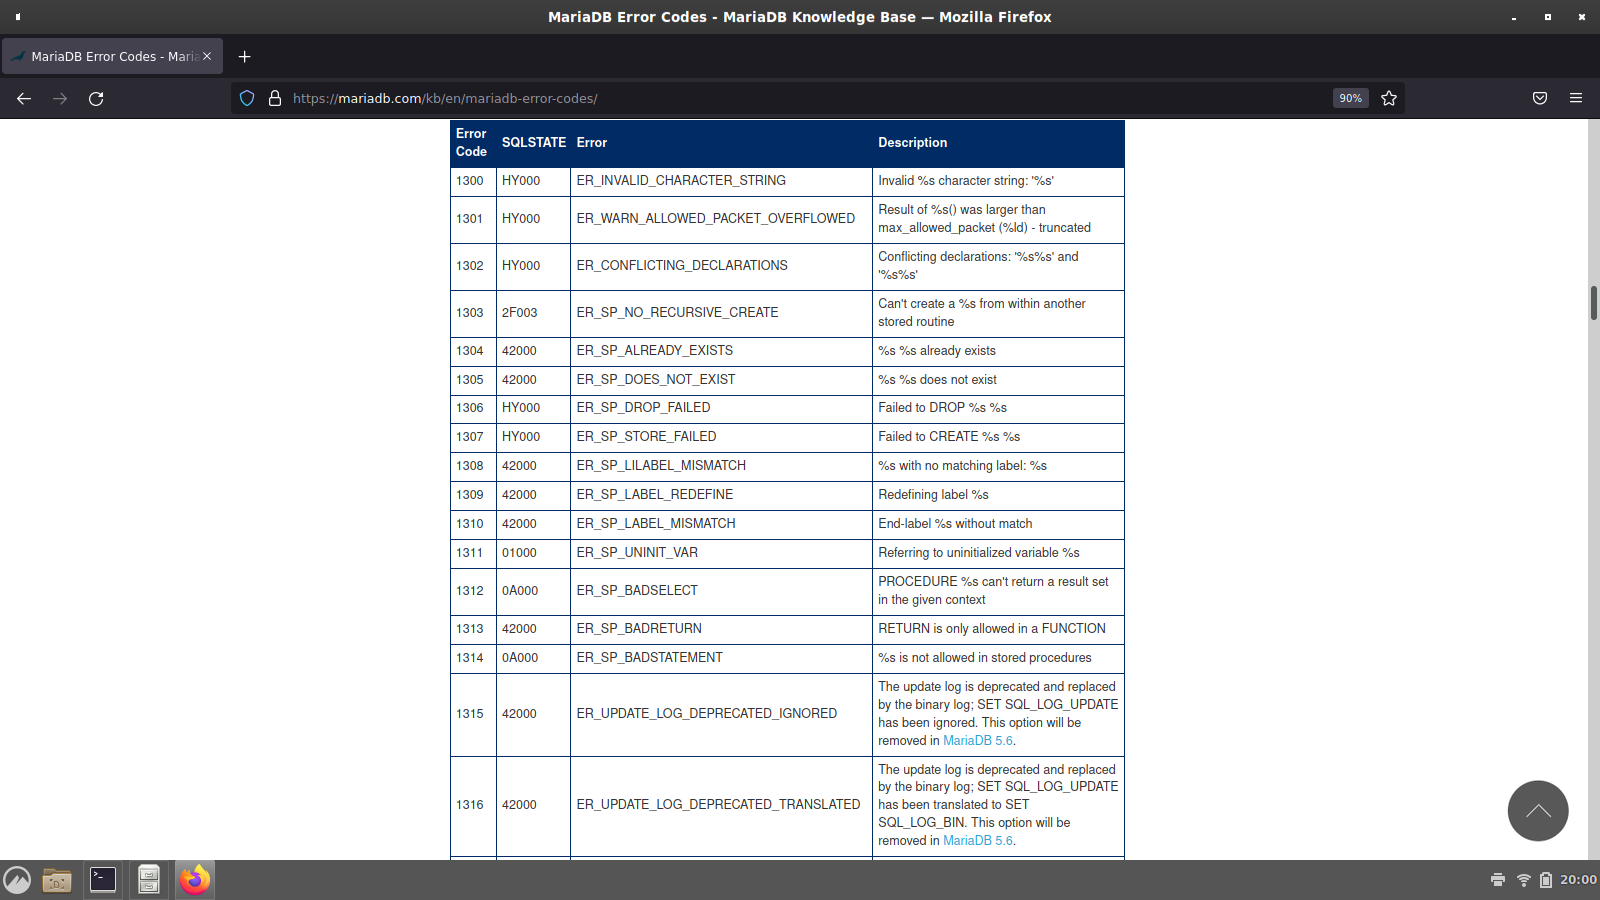 MariaDB Error Codes - MariaDB Knowledge Base — Mozilla Firefox
MariaDB Error Codes - Maria
https://mariadb.com/kb/en/mariadb-error-codes/
90%
Error Code SQLSTATE Error Description
1300 HY000 ER_INVALID_CHARACTER_STRING Invalid %s character string: '%s'
1301 HY000 ER_WARN_ALLOWED_PACKET_OVERFLOWED Result of %s() was larger than
max_allowed_packet (%ld) - truncated
1302 HY000 ER_CONFLICTING_DECLARATIONS Conflicting declarations: '%s%s' and
'%s%s'
1303 2F003 ER_SP_NO_RECURSIVE_CREATE Can't create a %s from within another
stored routine
1304 42000 ER_SP_ALREADY_EXISTS %s %s already exists
1305 42000 ER_SP_DOES_NOT_EXIST %s %s does not exist
1306 HY000 ER_SP_DROP_FAILED Failed to DROP %s %s
1307 HY000 ER_SP_STORE_FAILED Failed to CREATE %s %s
1308 42000 ER_SP_LILABEL_MISMATCH %s with no matching label: %s
1309 42000 ER_SP_LABEL_REDEFINE Redefining label %s
1310 42000 ER_SP_LABEL_MISMATCH End-label %s without match
1311 01000 ER_SP_UNINIT_VAR Referring to uninitialized variable %s
1312 0A000 ER_SP_BADSELECT PROCEDURE %s can't return a result set
in the given context
1313 42000 ER_SP_BADRETURN RETURN is only allowed in a FUNCTION
1314 0A000 ER_SP_BADSTATEMENT %s is not allowed in stored procedures
1315 42000 ER_UPDATE_LOG_DEPRECATED_IGNORED The update log is deprecated and replaced
by the binary log; SET SQL_LOG_UPDATE
has been ignored. This option will be
removed in MariaDB 5.6.
1316 42000 ER_UPDATE_LOG_DEPRECATED_TRANSLATED The update log is deprecated and replaced
by the binary log; SET SQL_LOG_UPDATE
has been translated to SET
SQL_LOG_BIN. This option will be
removed in MariaDB 5.6.
20:00